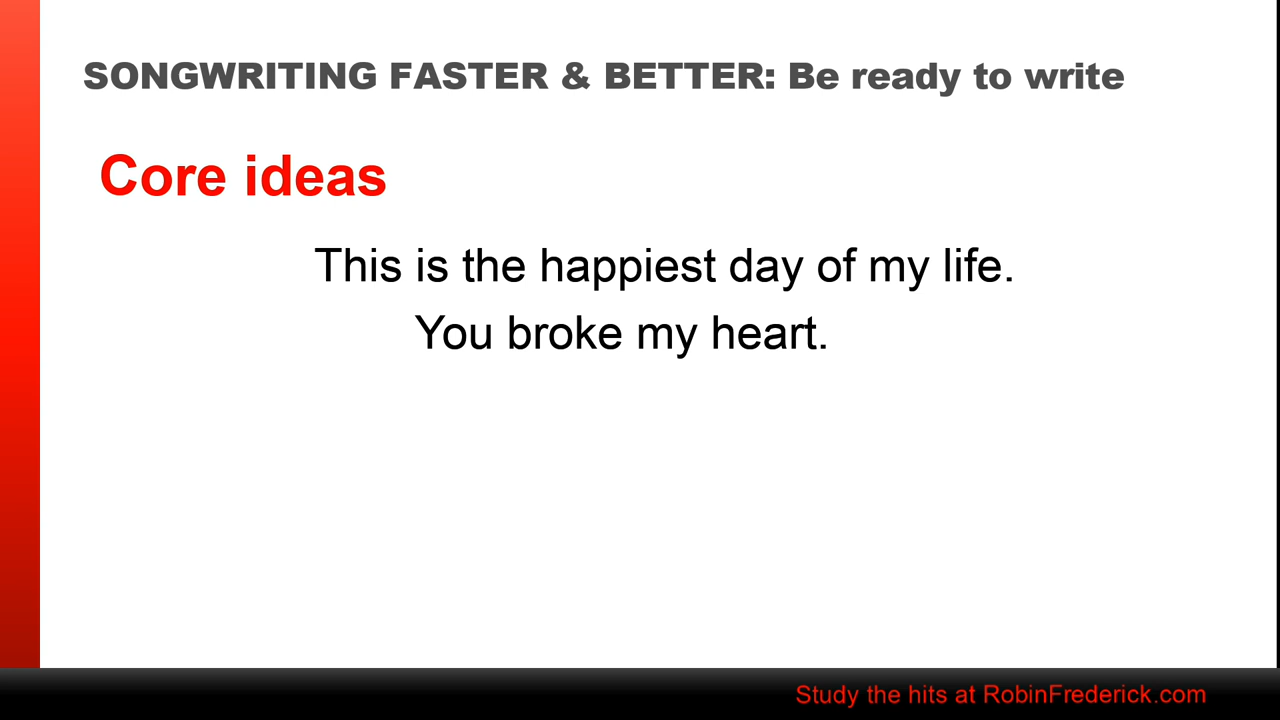 SONGWRITING FASTER & BETTER: Be ready to write
Core ideas
This is the happiest day of my life.
You broke my heart.
Study the hits at RobinFrederick.com